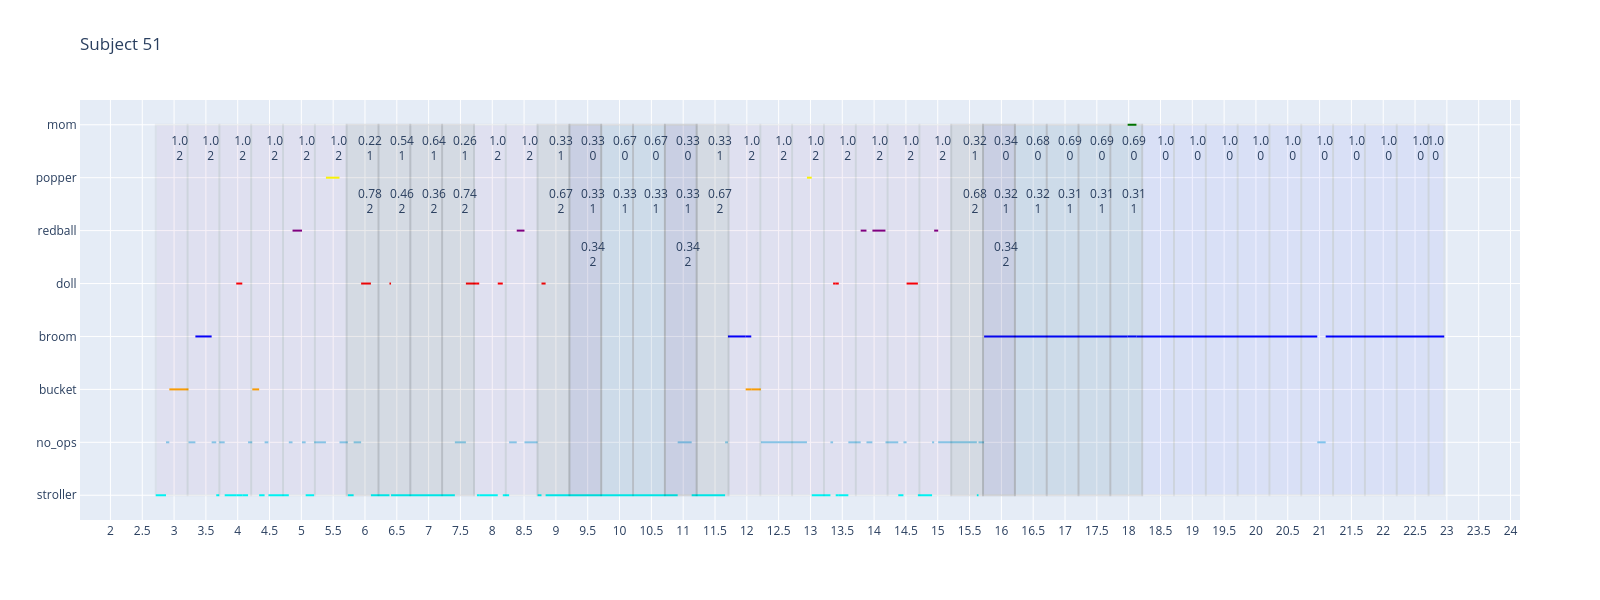 Subject 51
mom
popper
redball
doll
broom
bucket
no_ops
stroller
1.0 1.0 1.0 1.0 1.0 1.0 0.22 0.54 0.64 0.26 1.0 1.0 0.33 0.33 0.67 0.67 0.33 0.33 1.0 1.0 1.0 1.0 1.0 1.0 1.0 0.32 0.34 0.68 0.69 0.69 0.69 1.0 1.0 1.0 1.0 1.0 1.0 1.0 1.0 1.0 1.0
2 2 2 2 2 2 1 1 1 1 2 2 1 0 0 0 0 1 2 2 2 2 2 2 2 1 0 0 0 0 0 0 0 0 0 0 0 0 0 0 0
0.78 0.46 0.36 0.74 0.67 0.33 0.33 0.33 0.33 0.67 0.68 0.32 0.32 0.31 0.31 0.31
2 2 2 2 2 1 1 1 1 2 2 1 1 1 1 1
0.34 0.34 0.34
2 2 2
2 2.5 3 3.5 4 4.5 5 5.5 6 6.5 7 7.5 8 8.5 9 9.5 10 10.5 11 11.5 12 12.5 13 13.5 14 14.5 15 15.5 16 16.5 17 17.5 18 18.5 19 19.5 20 20.5 21 21.5 22 22.5 23 23.5 24